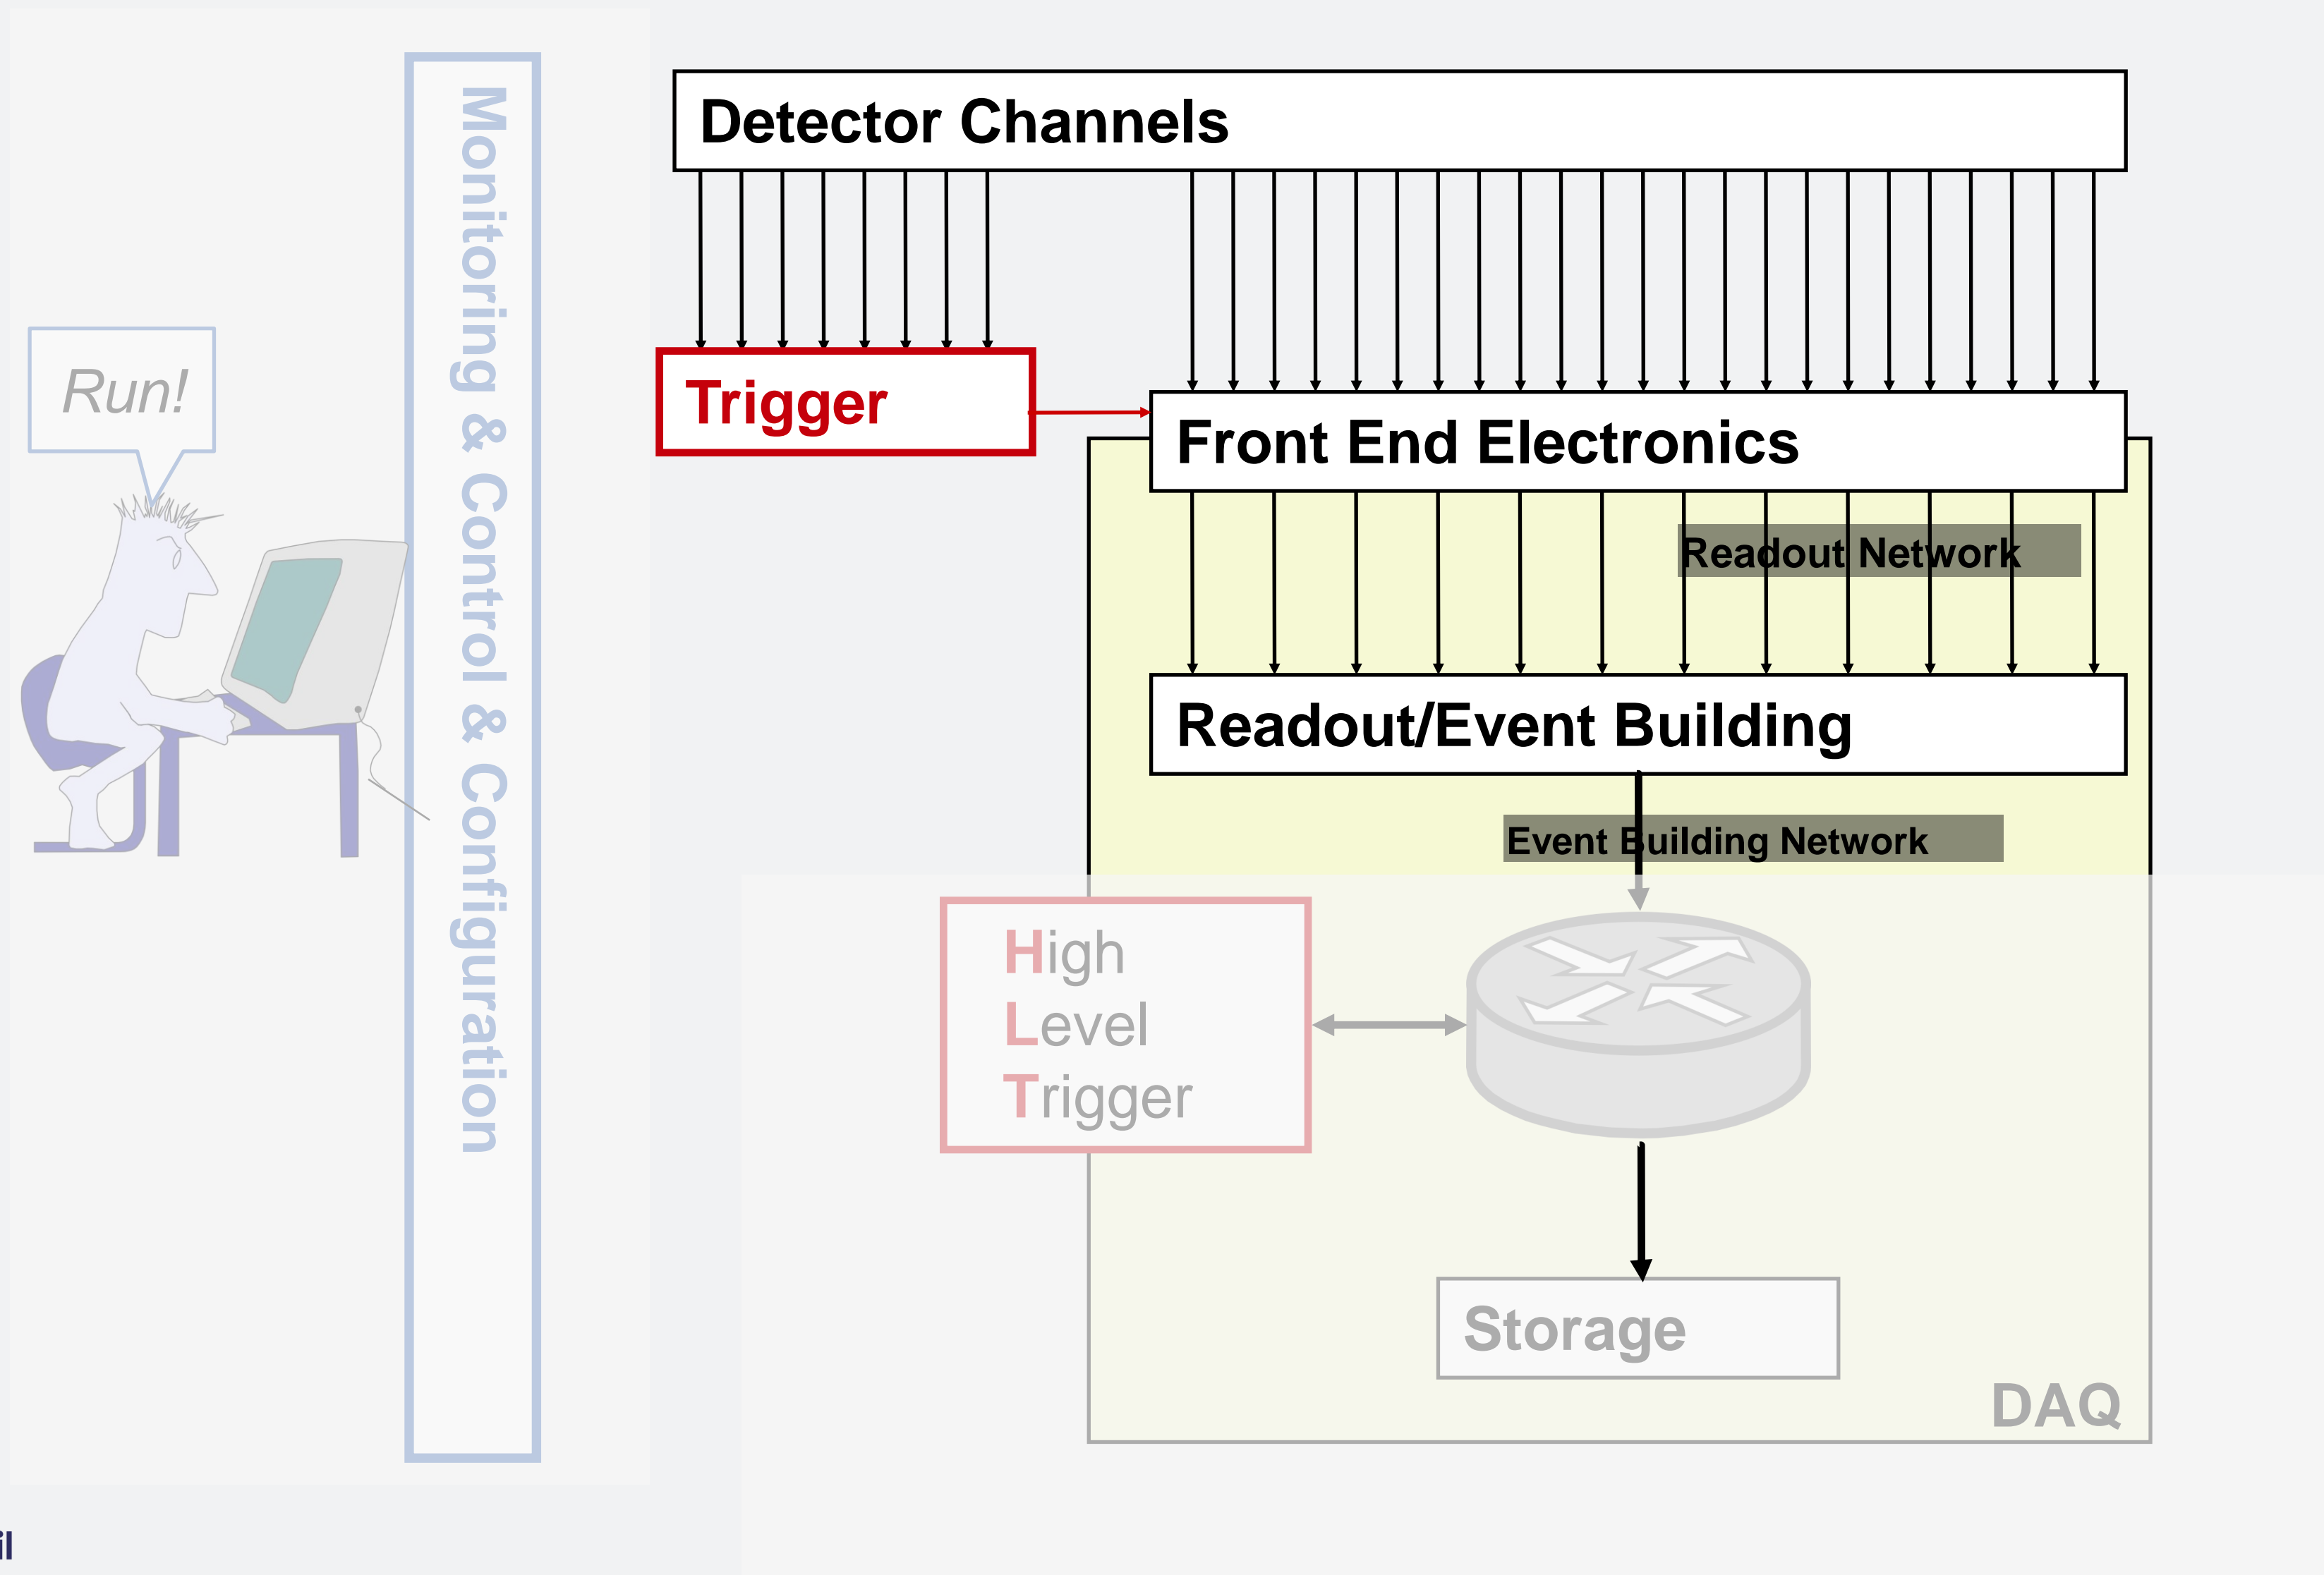 Detector Channels
Monitoring & Control & Configuration
Run!
Trigger
Front End Electronics
Readout Network
Readout/Event Building
Event Building Network
High
Level
Trigger
Storage
DAQ
il